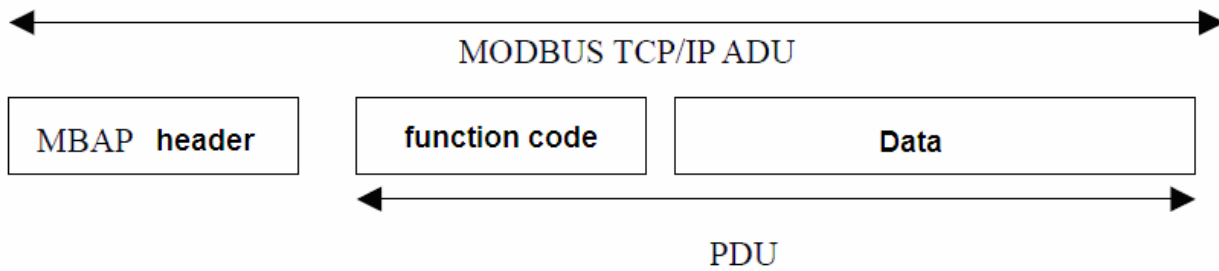 MODBUS TCP/IP ADU
MBAP header
function code
Data
PDU